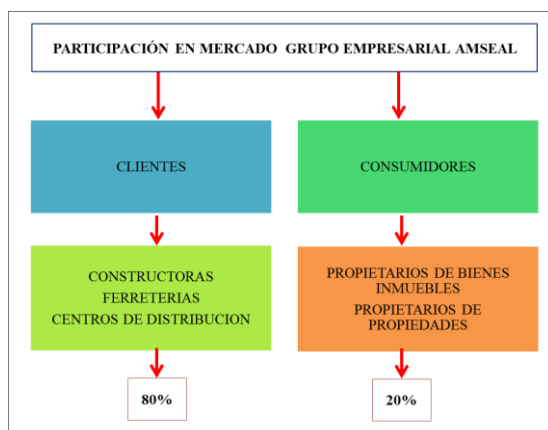 PARTICIPACIÓN EN MERCADO GRUPO EMPRESARIAL AMSEAL
CLIENTES
CONSUMIDORES
CONSTRUCTORAS
FERRETERIAS
CENTROS DE DISTRIBUCION
PROPIETARIOS DE BIENES
INMUEBLES
PROPIETARIOS DE
PROPIEDADES
80%
20%